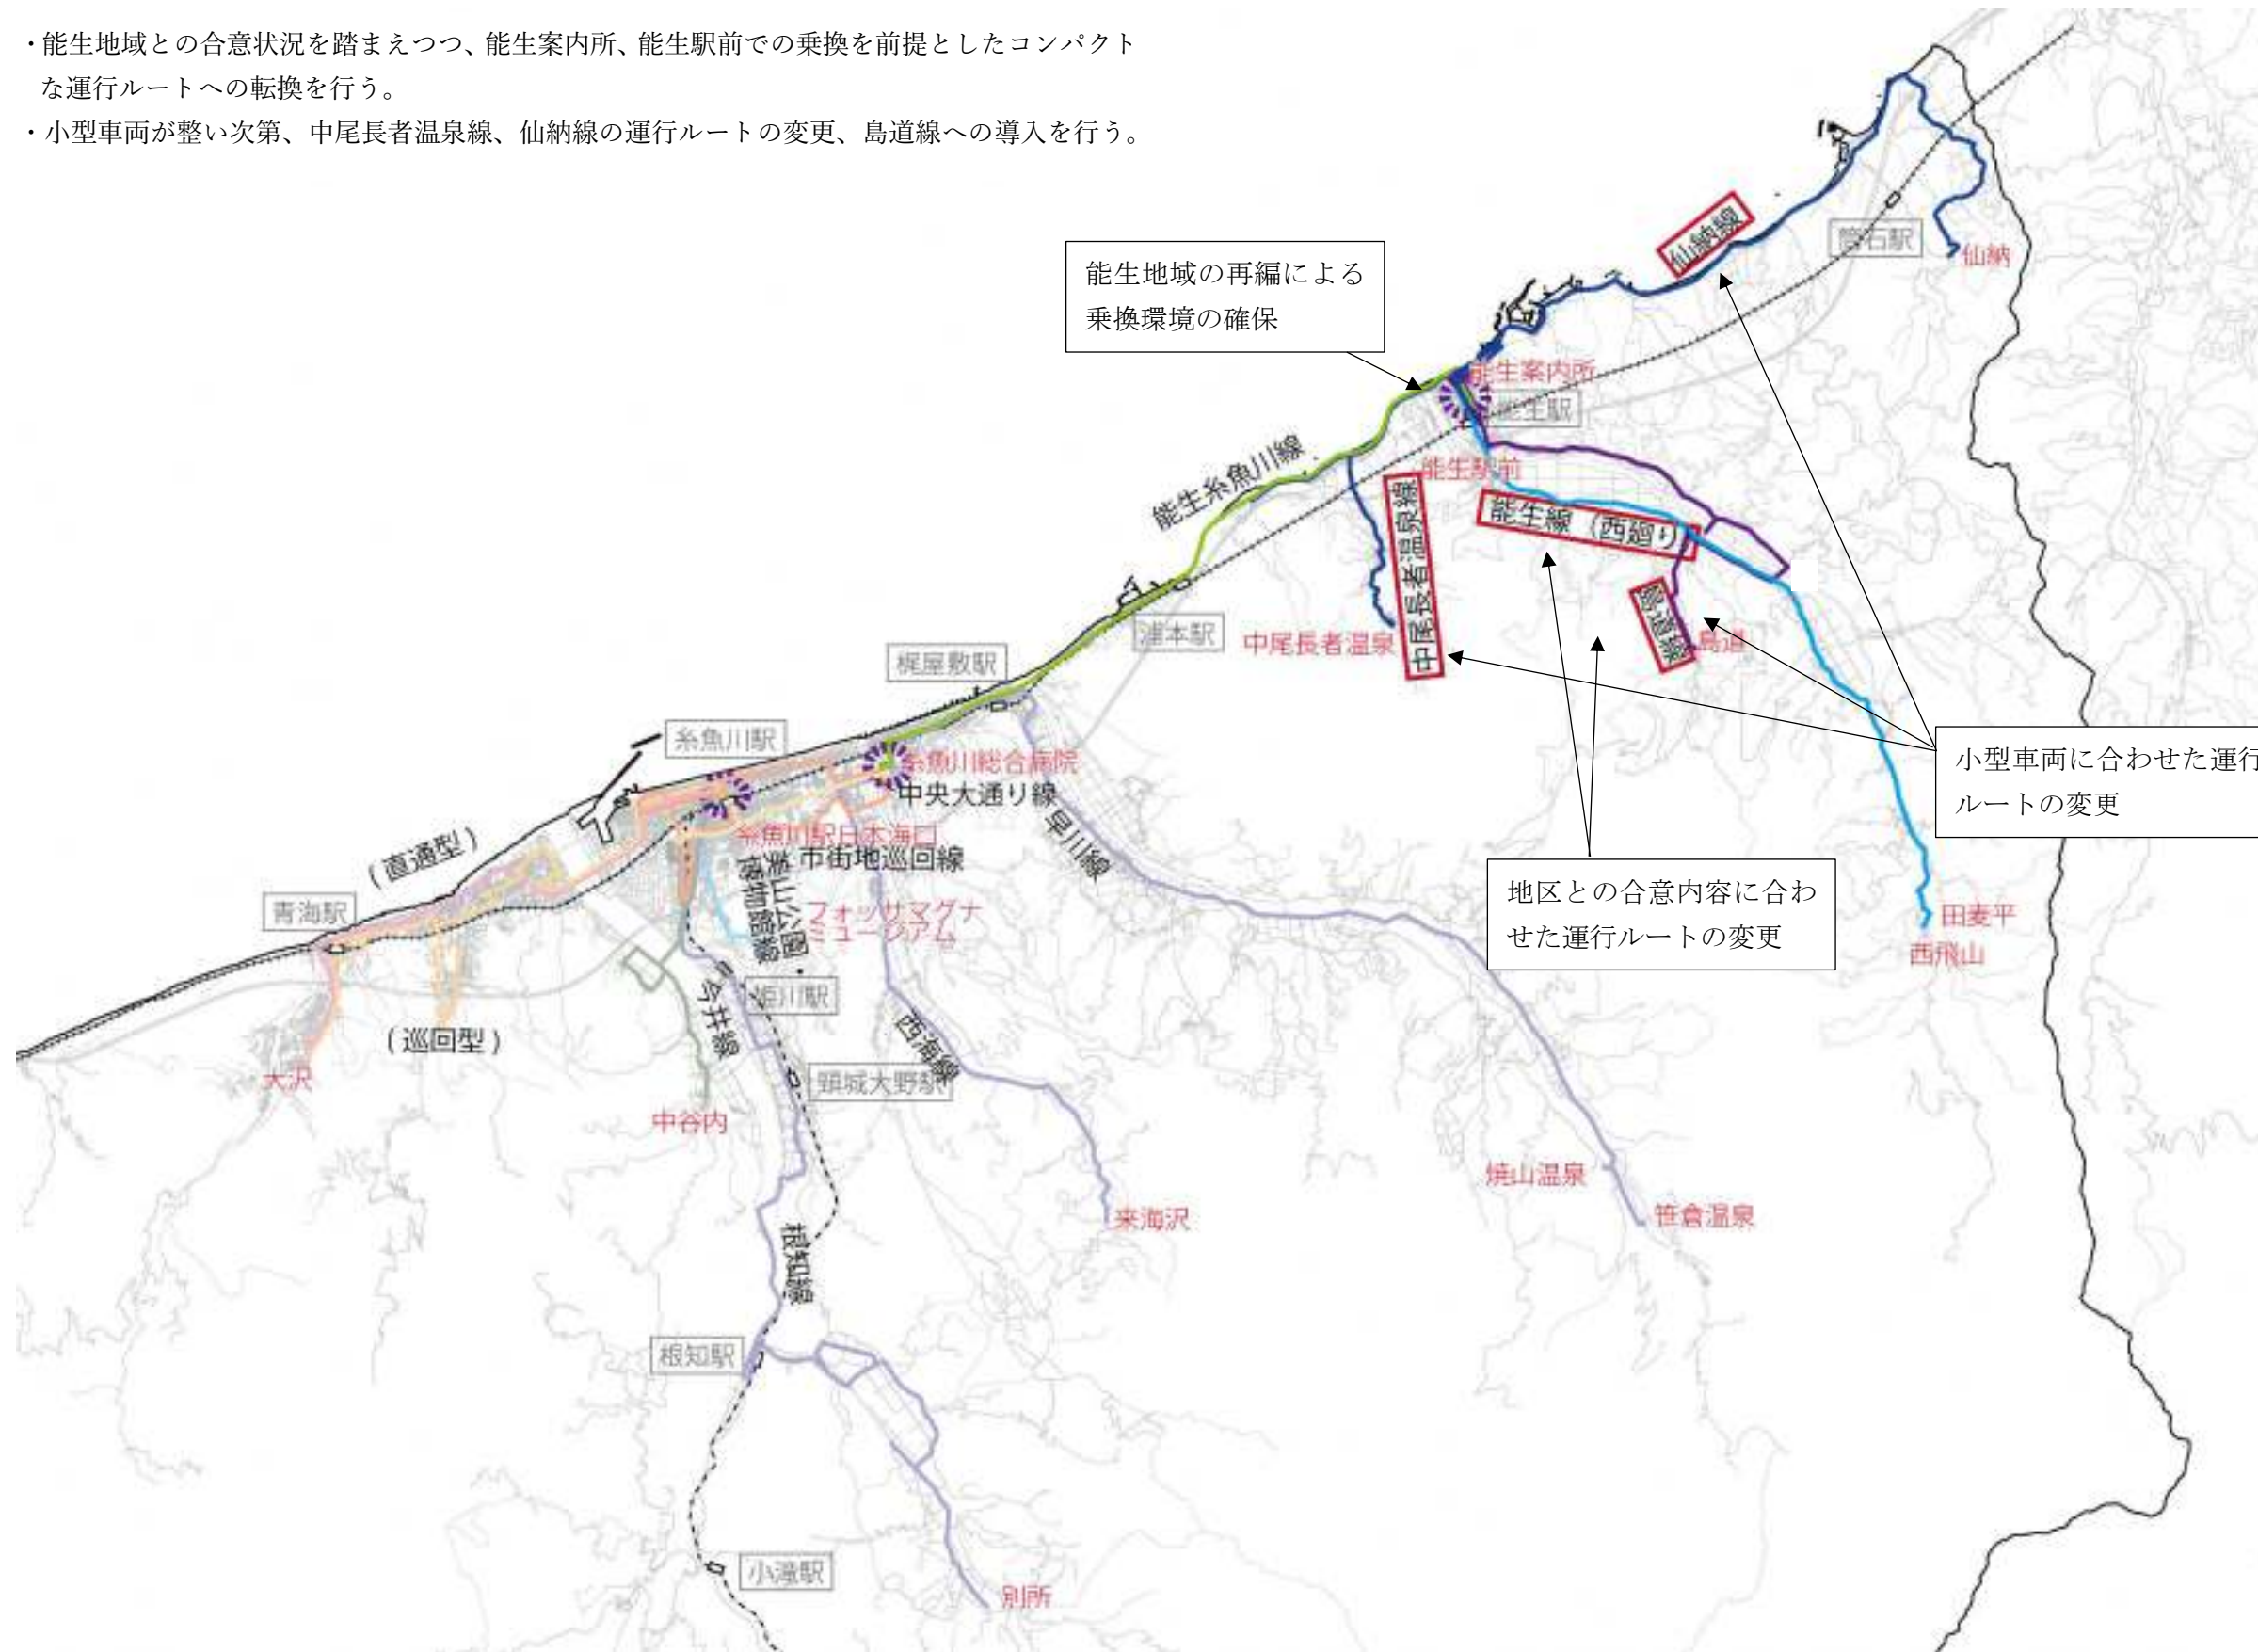 ・能生地域との合意状況を踏まえつつ、能生案内所、能生駅前での乗換を前提としたコンパクト
な運行ルートへの転換を行う。
・小型車両が整い次第、中尾長者温泉線、仙納線の運行ルートの変更、島道線への導入を行う。
仙納線
筒石駅
仙納
能生地域の再編による
乗換環境の確保
能生案内所
能生駅
能生糸魚川線
能生駅前
中尾長者温泉線
能生線（西廻り）
島道線
島道
浦本駅
中尾長者温泉
梶屋敷駅
糸魚川駅
糸魚川総合病院
中央大通り線
小型車両に合わせた運行
ルートの変更
糸魚川駅日本海口
市街地巡回線
美山公園・
博物館線
早川線
(直通型)
地区との合意内容に合わ
せた運行ルートの変更
青海駅
フォッサマグナ
ミュージアム
田麦平
西飛山
姫川駅
今井線
(巡回型)
西海線
大沢
頸城大野駅
中谷内
焼山温泉
来海沢
笹倉温泉
根知線
根知駅
小滝駅
別所